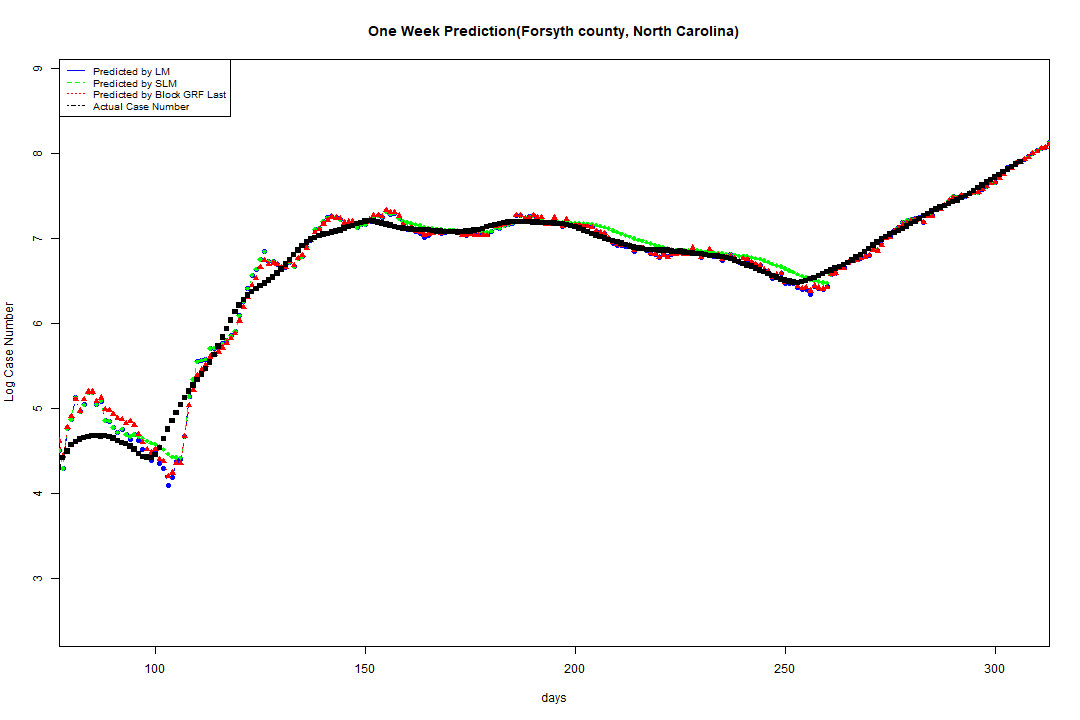 One Week Prediction(Forsyth county, North Carolina)
Predicted by LM
Predicted by SLM
Predicted by Block GRF Last
Actual Case Number
9
8
7
6
5
4
3
Log Case Number
100 150 200 250 300
days